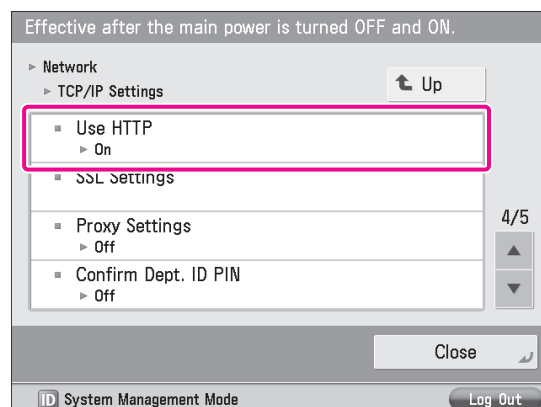 Effective after the main power is turned OFF and ON.
Network
TCP/IP Settings
Up
Use HTTP
On
SSL Settings
Proxy Settings
Off
4/5
Confirm Dept. ID PIN
Off
Close
ID System Management Mode
Log Out